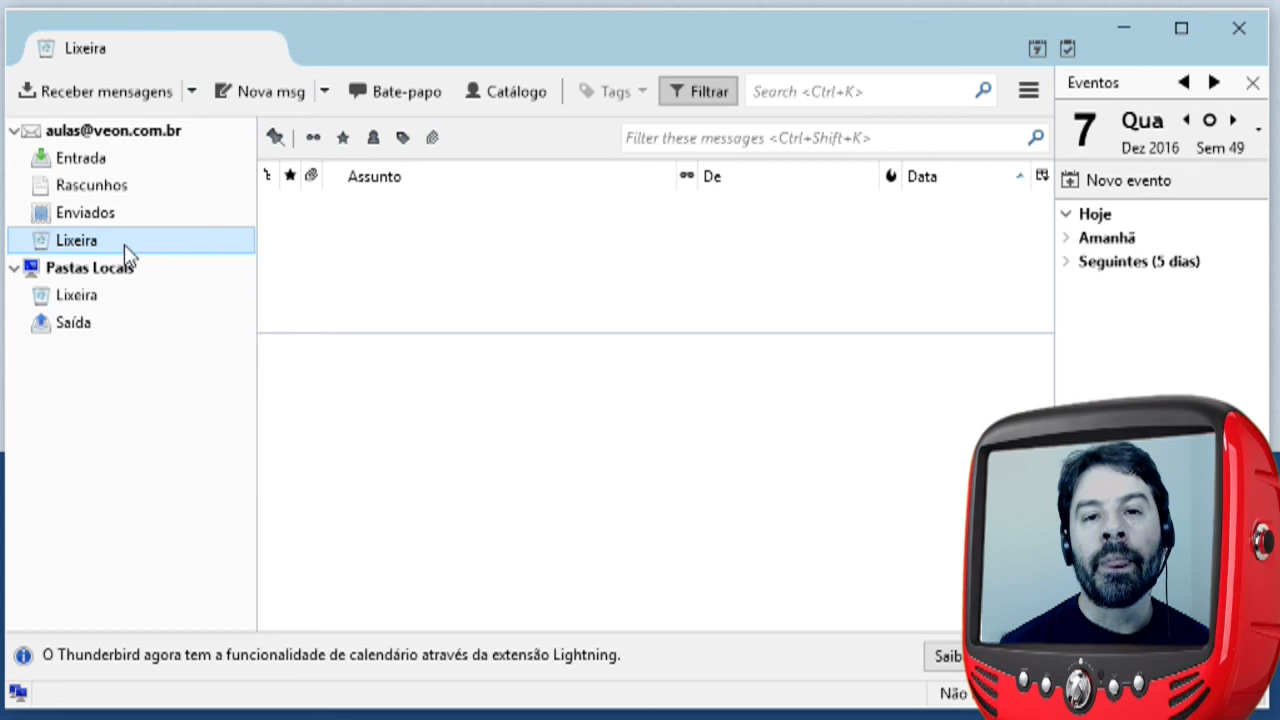 Lixeira
Receber mensagens
Nova msg
Bate-papo
Catálogo
Tags
Filtrar
Search <Ctrl+K>
Eventos
aulas@veon.com.br
Entrada
Rascunhos
Enviados
Lixeira
Pastas Locais
Lixeira
Saída
Filter these messages <Ctrl+Shift+K>
Assunto
De
Data
7
Qua
Dez 2016 Sem 49
Novo evento
Hoje
Amanhã
Seguintes (5 dias)
O Thunderbird agora tem a funcionalidade de calendário através da extensão Lightning.
Saib
Não